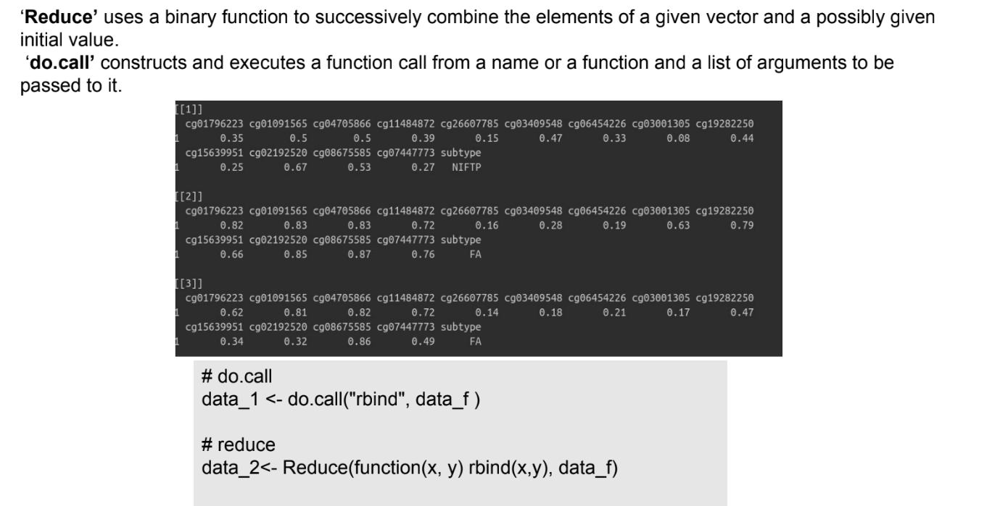 ‘Reduce’ uses a binary function to successively combine the elements of a given vector and a possibly given
initial value.
‘do.call’ constructs and executes a function call from a name or a function and a list of arguments to be
passed to it.
[[1]]
cg01796223 cg01091565 cg04705866 cg11484872 cg26607785 cg03409548 cg06454226 cg03001305 cg19282250
1 0.35 0.5 0.5 0.39 0.15 0.47 0.33 0.08 0.44
cg15639951 cg02192520 cg08675585 cg07447773 subtype
1 0.25 0.67 0.53 0.27 NIFTP
[[2]]
cg01796223 cg01091565 cg04705866 cg11484872 cg26607785 cg03409548 cg06454226 cg03001305 cg19282250
1 0.82 0.83 0.83 0.72 0.16 0.28 0.19 0.63 0.79
cg15639951 cg02192520 cg08675585 cg07447773 subtype
1 0.66 0.85 0.87 0.76 FA
[[3]]
cg01796223 cg01091565 cg04705866 cg11484872 cg26607785 cg03409548 cg06454226 cg03001305 cg19282250
1 0.62 0.81 0.82 0.72 0.14 0.18 0.21 0.17 0.47
cg15639951 cg02192520 cg08675585 cg07447773 subtype
1 0.34 0.32 0.86 0.49 FA
# do.call
data_1 <- do.call("rbind", data_f )
# reduce
data_2<- Reduce(function(x, y) rbind(x,y), data_f)